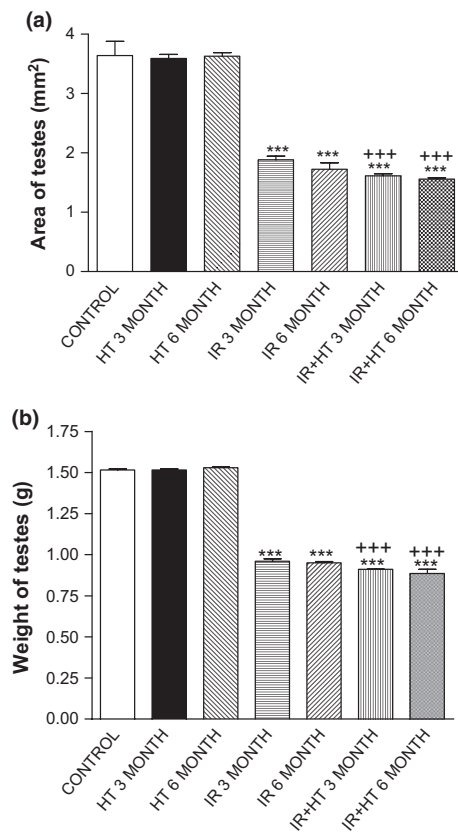 (a)
Area of testes (mm²)
4
3
2
1
0
***
***
+++
***
+++
***
CONTROL
HT 3 MONTH
HT 6 MONTH
IR 3 MONTH
IR 6 MONTH
IR+HT 3 MONTH
IR+HT 6 MONTH
(b)
Weight of testes (g)
1.75
1.50
1.25
1.00
0.75
0.50
0.25
0.00
***
***
+++
***
+++
***
CONTROL
HT 3 MONTH
HT 6 MONTH
IR 3 MONTH
IR 6 MONTH
IR+HT 3 MONTH
IR+HT 6 MONTH